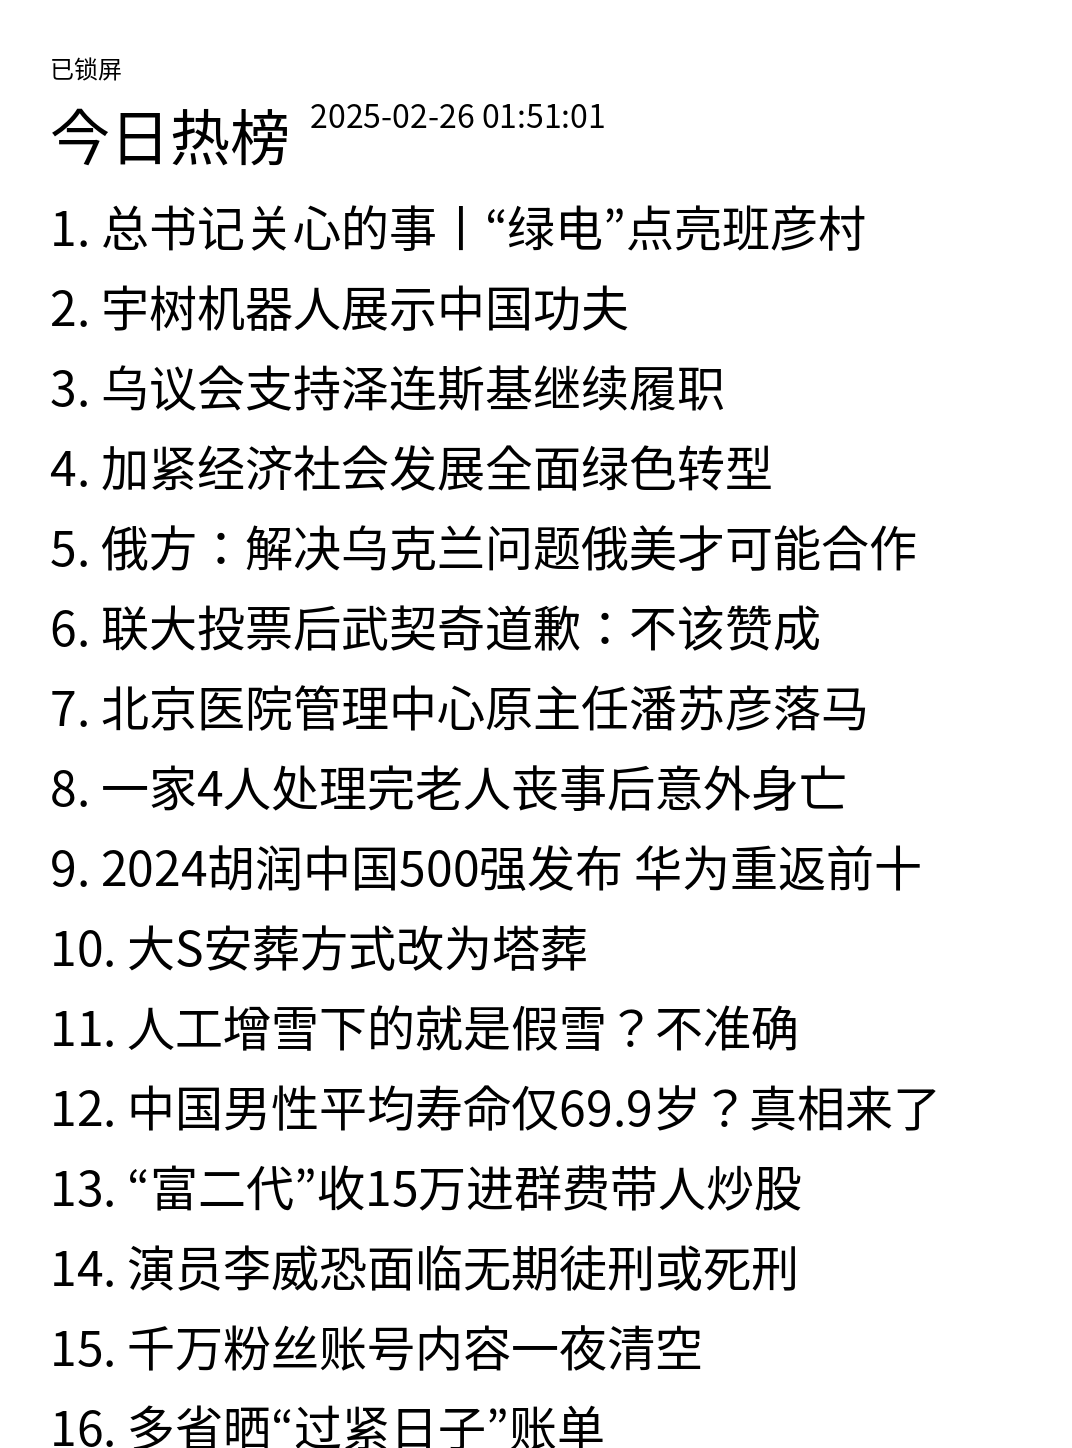 已锁屏
今日热榜 2025-02-26 01:51:01
1. 总书记关心的事丨“绿电”点亮班彦村
2. 宇树机器人展示中国功夫
3. 乌议会支持泽连斯基继续履职
4. 加紧经济社会发展全面绿色转型
5. 俄方：解决乌克兰问题俄美才可能合作
6. 联大投票后武契奇道歉：不该赞成
7. 北京医院管理中心原主任潘苏彦落马
8. 一家4人处理完老人丧事后意外身亡
9. 2024胡润中国500强发布 华为重返前十
10. 大S安葬方式改为塔葬
11. 人工增雪下的就是假雪？不准确
12. 中国男性平均寿命仅69.9岁？真相来了
13. “富二代”收15万进群费带人炒股
14. 演员李威恐面临无期徒刑或死刑
15. 千万粉丝账号内容一夜清空
16. 多省晒“过紧日子”账单